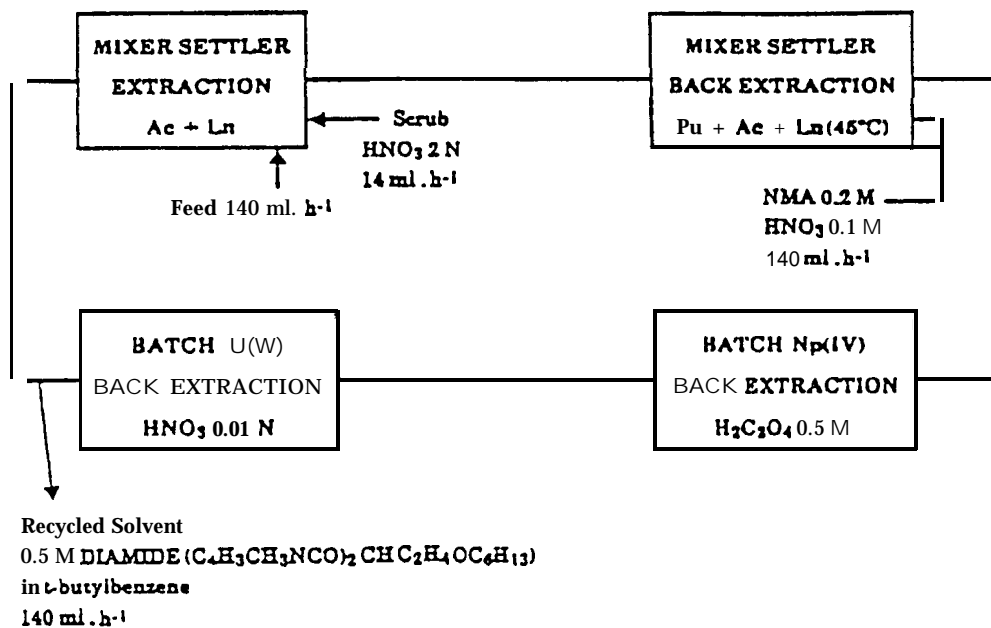 MIXER SETTLER
EXTRACTION
Ac + Ln
MIXER SETTLER
BACK EXTRACTION
Pu + Ac + Ln(45°C)
Scrub
HNO₃ 2 N
14 ml.h⁻¹
Feed 140 ml. h⁻¹
NMA 0.2 M
HNO₃ 0.1 M
140 ml.h⁻¹
BATCH U(W)
BACK EXTRACTION
HNO₃ 0.01 N
BATCH Np(IV)
BACK EXTRACTION
H₂C₂O₄ 0.5 M
Recycled Solvent
0.5 M DIAMIDE (C₄H₃CH₃NCO)₂ CH C₂H₄OC₆H₁₃)
in t-butylbenzene
140 ml.h⁻¹